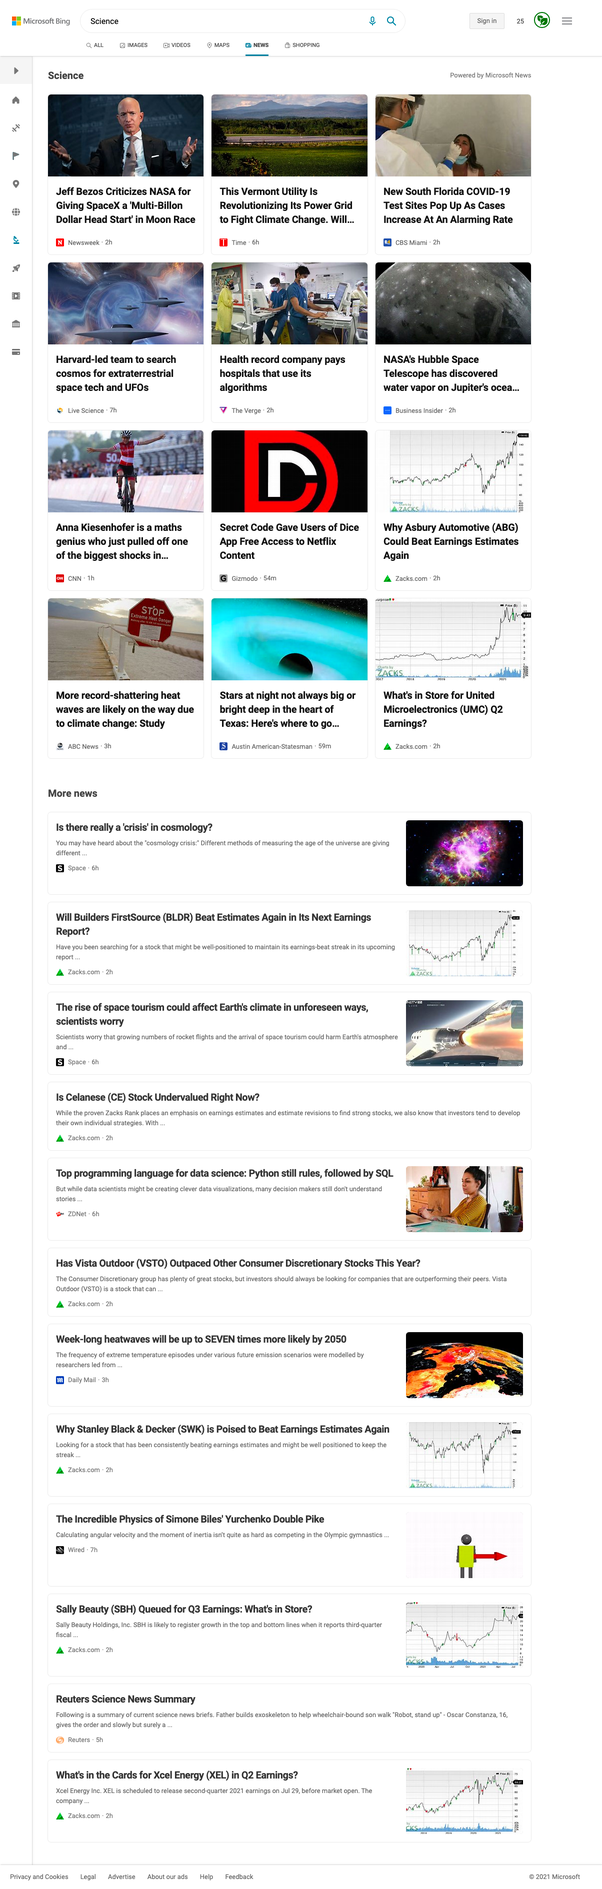 Microsoft Bing
Science
Sign in
25
ALL
IMAGES
VIDEOS
MAPS
NEWS
SHOPPING
Science
Powered by Microsoft News
Jeff Bezos Criticizes NASA for
Giving SpaceX a 'Multi-Billon
Dollar Head Start' in Moon Race
Newsweek · 2h
This Vermont Utility Is
Revolutionizing Its Power Grid
to Fight Climate Change. Will...
Time · 6h
New South Florida COVID-19
Test Sites Pop Up As Cases
Increase At An Alarming Rate
CBS Miami · 2h
Harvard-led team to search
cosmos for extraterrestrial
space tech and UFOs
Live Science · 7h
Health record company pays
hospitals that use its
algorithms
The Verge · 2h
NASA's Hubble Space
Telescope has discovered
water vapor on Jupiter's ocea...
Business Insider · 2h
Anna Kiesenhofer is a maths
genius who just pulled off one
of the biggest shocks in...
CNN · 1h
Secret Code Gave Users of Dice
App Free Access to Netflix
Content
Gizmodo · 54m
ZACKS
Why Asbury Automotive (ABG)
Could Beat Earnings Estimates
Again
Zacks.com · 2h
STOP
Extreme Heat Danger
More record-shattering heat
waves are likely on the way due
to climate change: Study
ABC News · 3h
Stars at night not always big or
bright deep in the heart of
Texas: Here's where to go...
Austin American-Statesman · 59m
ZACKS
What's in Store for United
Microelectronics (UMC) Q2
Earnings?
Zacks.com · 2h
More news
Is there really a 'crisis' in cosmology?
You may have heard about the "cosmology crisis:" Different methods of measuring the age of the universe are giving
different ...
Space · 6h
Will Builders FirstSource (BLDR) Beat Estimates Again in Its Next Earnings
Report?
Have you been searching for a stock that might be well-positioned to maintain its earnings-beat streak in its upcoming
report ...
Zacks.com · 2h
ZACKS
The rise of space tourism could affect Earth's climate in unforeseen ways,
scientists worry
Scientists worry that growing numbers of rocket flights and the arrival of space tourism could harm Earth's atmosphere
and ...
Space · 6h
Is Celanese (CE) Stock Undervalued Right Now?
While the proven Zacks Rank places an emphasis on earnings estimates and estimate revisions to find strong stocks, we also know that investors tend to develop
their own individual strategies. With ...
Zacks.com · 2h
Top programming language for data science: Python still rules, followed by SQL
But while data scientists might be creating clever data visualizations, many decision makers still don't understand
stories ...
ZDNet · 6h
Has Vista Outdoor (VSTO) Outpaced Other Consumer Discretionary Stocks This Year?
The Consumer Discretionary group has plenty of great stocks, but investors should always be looking for companies that are outperforming their peers. Vista
Outdoor (VSTO) is a stock that can ...
Zacks.com · 2h
Week-long heatwaves will be up to SEVEN times more likely by 2050
The frequency of extreme temperature episodes under various future emission scenarios were modelled by
researchers led from ...
Daily Mail · 3h
Why Stanley Black & Decker (SWK) is Poised to Beat Earnings Estimates Again
Looking for a stock that has been consistently beating earnings estimates and might be well positioned to keep the
streak ...
Zacks.com · 2h
ZACKS
The Incredible Physics of Simone Biles' Yurchenko Double Pike
Calculating angular velocity and the moment of inertia isn't quite as hard as competing in the Olympic gymnastics ...
Wired · 7h
Sally Beauty (SBH) Queued for Q3 Earnings: What's in Store?
Sally Beauty Holdings, Inc. SBH is likely to register growth in the top and bottom lines when it reports third-quarter
fiscal ...
Zacks.com · 2h
ZACKS
Reuters Science News Summary
Following is a summary of current science news briefs. Father builds exoskeleton to help wheelchair-bound son walk "Robot, stand up" - Oscar Constanza, 16,
gives the order and slowly but surely a ...
Reuters · 5h
What's in the Cards for Xcel Energy (XEL) in Q2 Earnings?
Xcel Energy Inc. XEL is scheduled to release second-quarter 2021 earnings on Jul 29, before market open. The
company ...
Zacks.com · 2h
ZACKS
Privacy and Cookies
Legal
Advertise
About our ads
Help
Feedback
© 2021 Microsoft